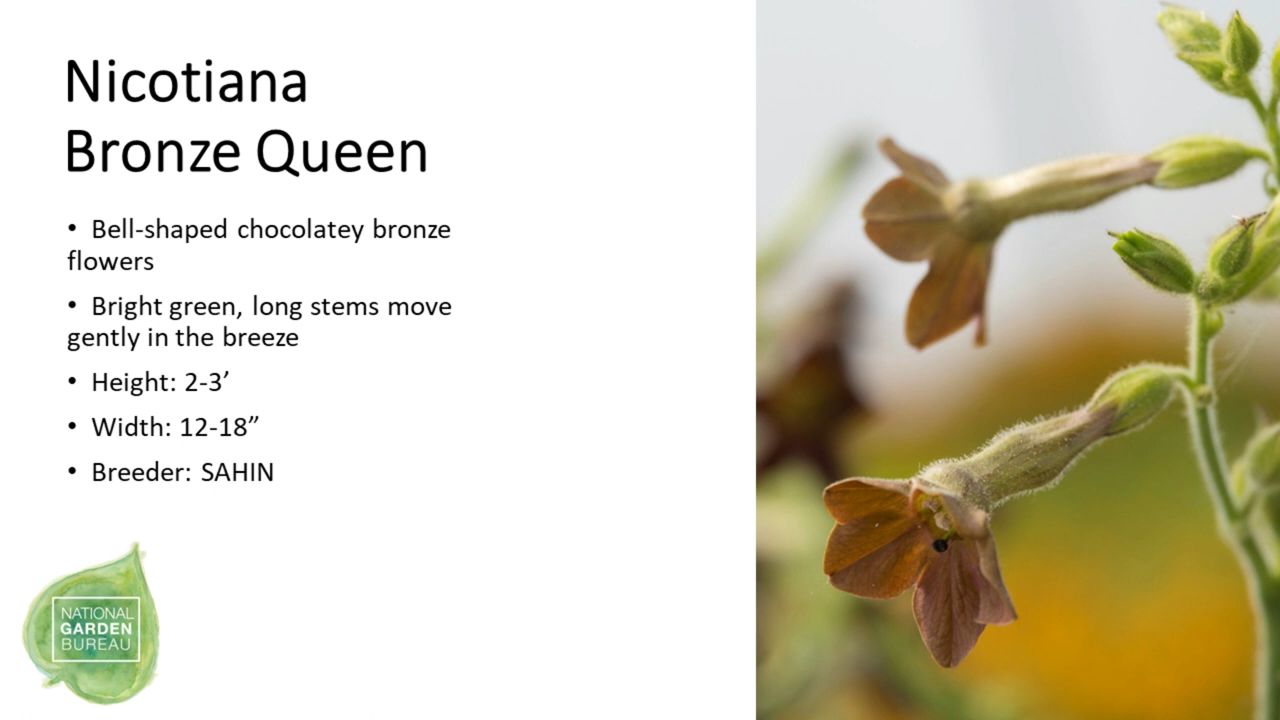 Nicotiana
Bronze Queen
• Bell-shaped chocolatey bronze
flowers
• Bright green, long stems move
gently in the breeze
• Height: 2-3’
• Width: 12-18”
• Breeder: SAHIN
NATIONAL
GARDEN
BUREAU